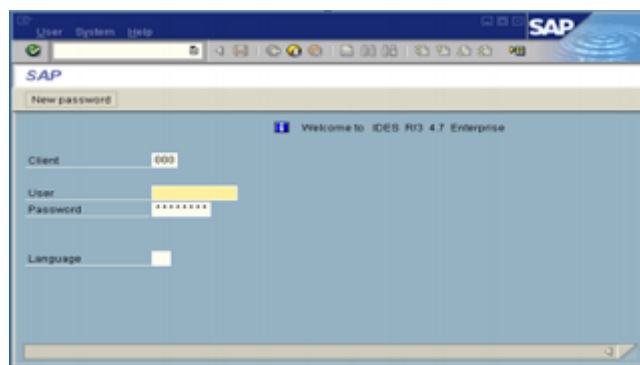 User System Help
SAP
SAP
New password
Welcome to IDES R/3 4.7 Enterprise
Client 000
User
Password ********
Language